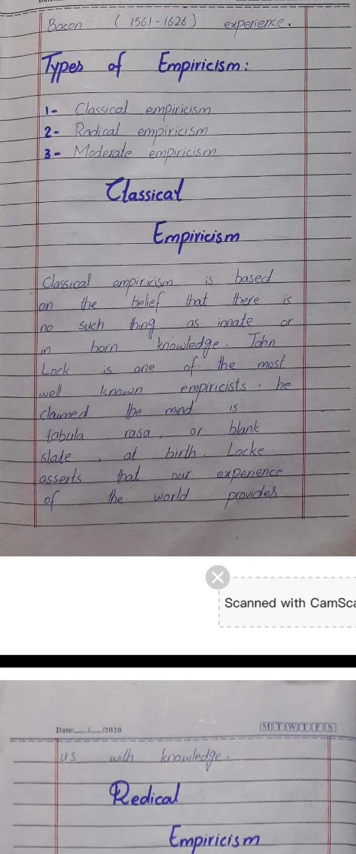 Bacon (1561-1626) experience.
Types of Empiricism:
1- Classical empiricism
2- Radical empiricism
3- Moderate empiricism
Classical
Empiricism
Classical empiricism is based
on the belief that there is
no such thing as innate or
in born knowledge. John
Lock is one of the most
well known empiricists : he
claimed the mind is
tabula rasa, or blank
slate, at birth. Locke
asserts that our experience
of the world provides
Scanned with CamSca
Date:___/___/2020 M T W T F S
us with knowledge.
Redical
Empiricism